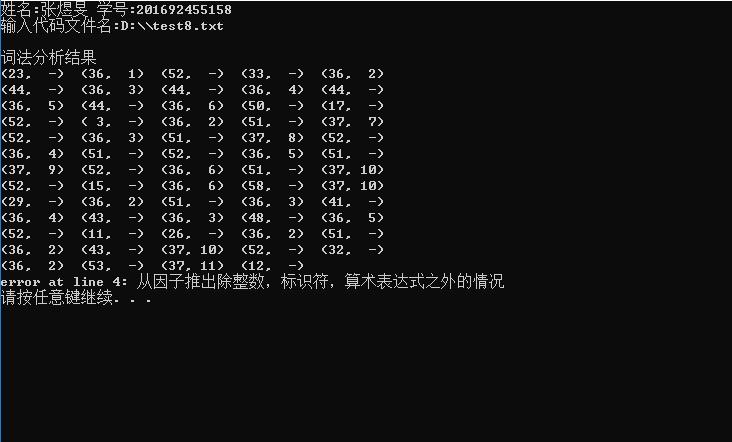 姓名:张煜旻 学号:201692455158
输入代码文件名:D:\\test8.txt
词法分析结果
(23, -) (36, 1) (52, -) (33, -) (36, 2)
(44, -) (36, 3) (44, -) (36, 4) (44, -)
(36, 5) (44, -) (36, 6) (50, -) (17, -)
(52, -) ( 3, -) (36, 2) (51, -) (37, 7)
(52, -) (36, 3) (51, -) (37, 8) (52, -)
(36, 4) (51, -) (52, -) (36, 5) (51, -)
(37, 9) (52, -) (36, 6) (51, -) (37, 10)
(52, -) (15, -) (36, 6) (58, -) (37, 10)
(29, -) (36, 2) (51, -) (36, 3) (41, -)
(36, 4) (43, -) (36, 3) (48, -) (36, 5)
(52, -) (11, -) (26, -) (36, 2) (51, -)
(36, 2) (43, -) (37, 10) (52, -) (32, -)
(36, 2) (53, -) (37, 11) (12, -)
error at line 4: 从因子推出除整数，标识符，算术表达式之外的情况
请按任意键继续. . .